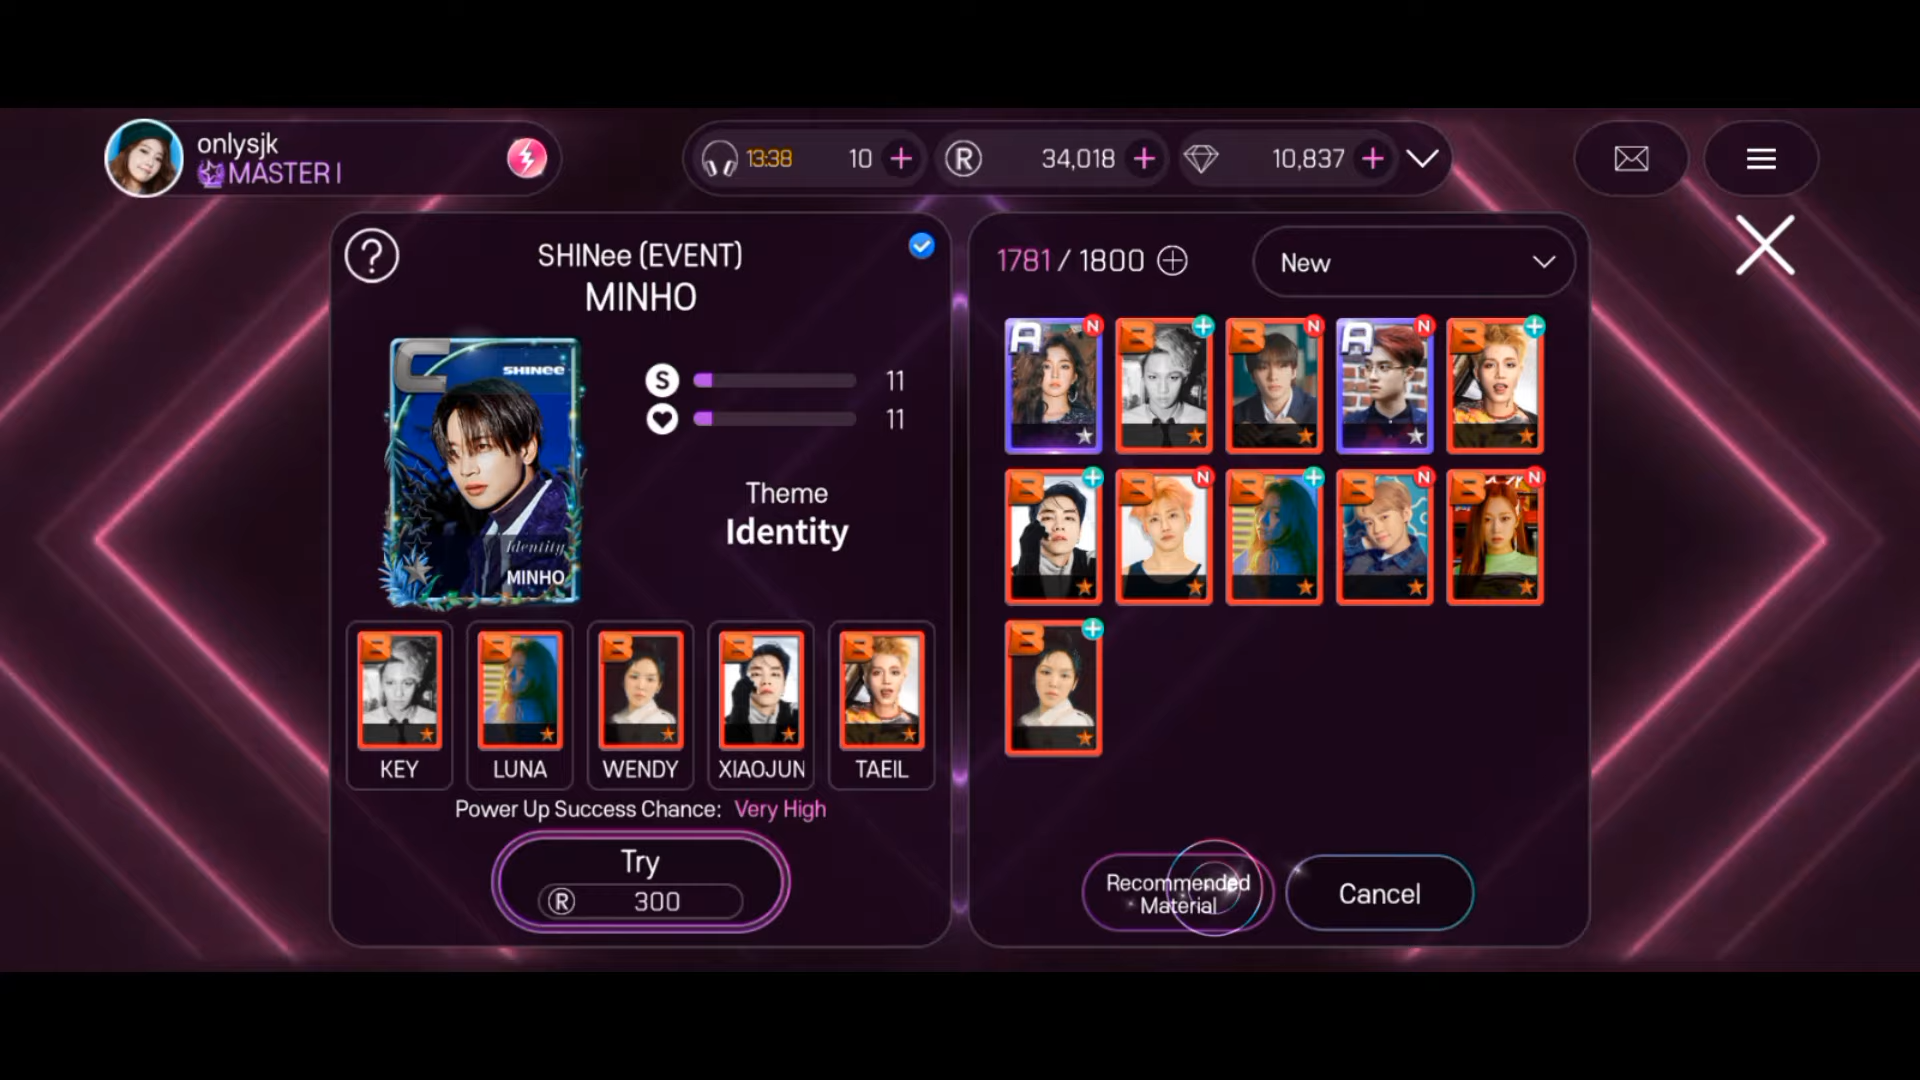 onlysjk
MASTER I
13:38
10
R
34,018
10,837
?
SHINee (EVENT)
MINHO
C
SHINee
Identity
MINHO
S
11
11
Theme
Identity
B
B
B
B
B
KEY
LUNA
WENDY
XIAOJUN
TAEIL
Power Up Success Chance: Very High
Try
R 300
1781 / 1800
New
A N
B
B N
A N
B
B
B N
B
B N
B N
B
Recommended
Material
Cancel